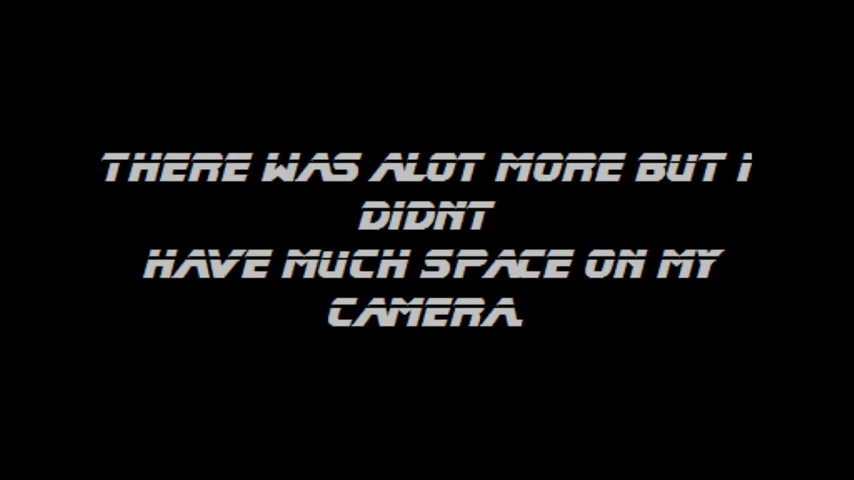 THERE WAS ALOT MORE BUT I
DIDNT
HAVE MUCH SPACE ON MY
CAMERA.